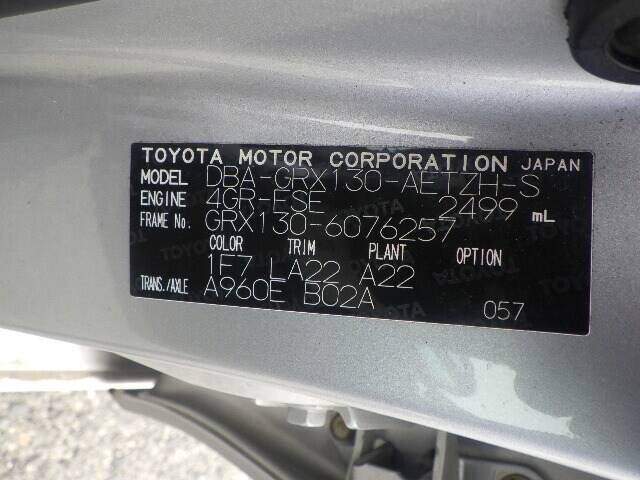 TOYOTA MOTOR CORPORATION JAPAN
MODEL DBA-GRX130-AETZH-S
ENGINE 4GR-FSE 2499 mL
FRAME No. GRX130-6076257
COLOR TRIM PLANT OPTION
1F7 LA22 A22
TRANS./AXLE A960E B02A
057